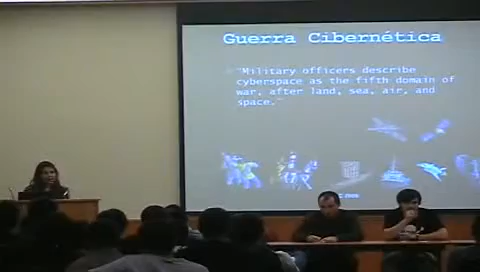 Guerra Cibernética
"Military officers describe
cyberspace as the fifth domain of
war, after land, sea, air, and
space."